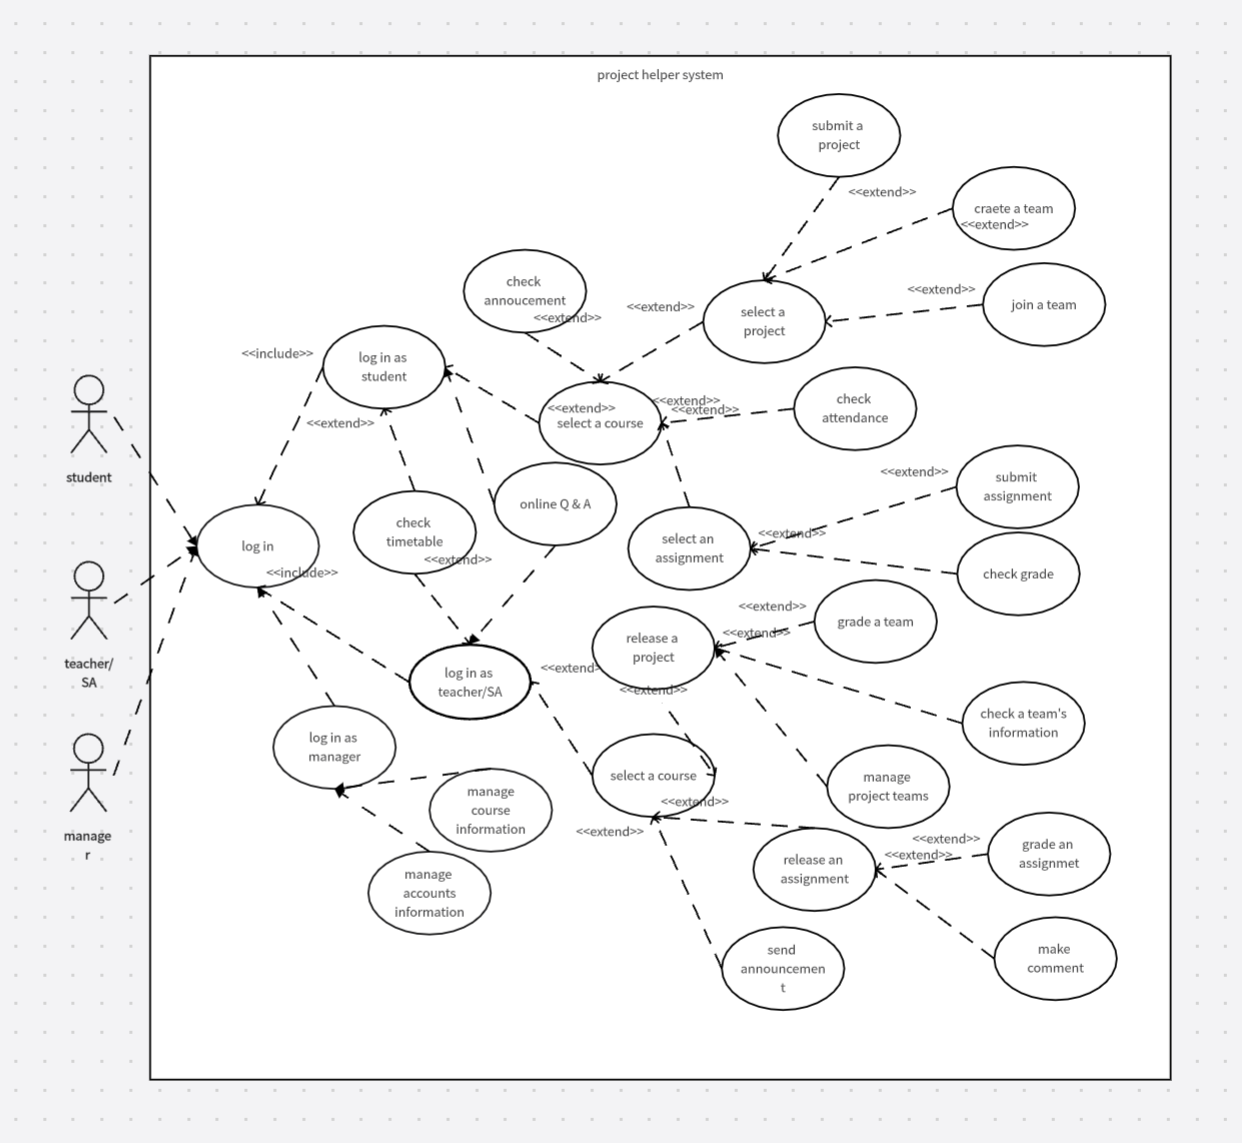 project helper system
submit a
project
<<extend>>
craete a team
<<extend>>
check
annoucement
<<extend>>
<<extend>>
select a
project
<<extend>>
join a team
<<include>>
log in as
student
<<extend>>
<<extend>>
select a course
<<extend>>
<<extend>>
check
attendance
student
log in
<<include>>
check
timetable
<<extend>>
online Q & A
select an
assignment
<<extend>>
submit
assignment
<<extend>>
check grade
teacher/
SA
log in as
teacher/SA
<<extend>
release a
project
<<extend>>
<<extend>>
<<extend>>
grade a team
check a team's
information
log in as
manager
manage
course
information
select a course
<<extend>>
<<extend>>
manage
project teams
manage
r
manage
accounts
information
release an
assignment
<<extend>>
<<extend>>
grade an
assignmet
send
announcemen
t
make
comment